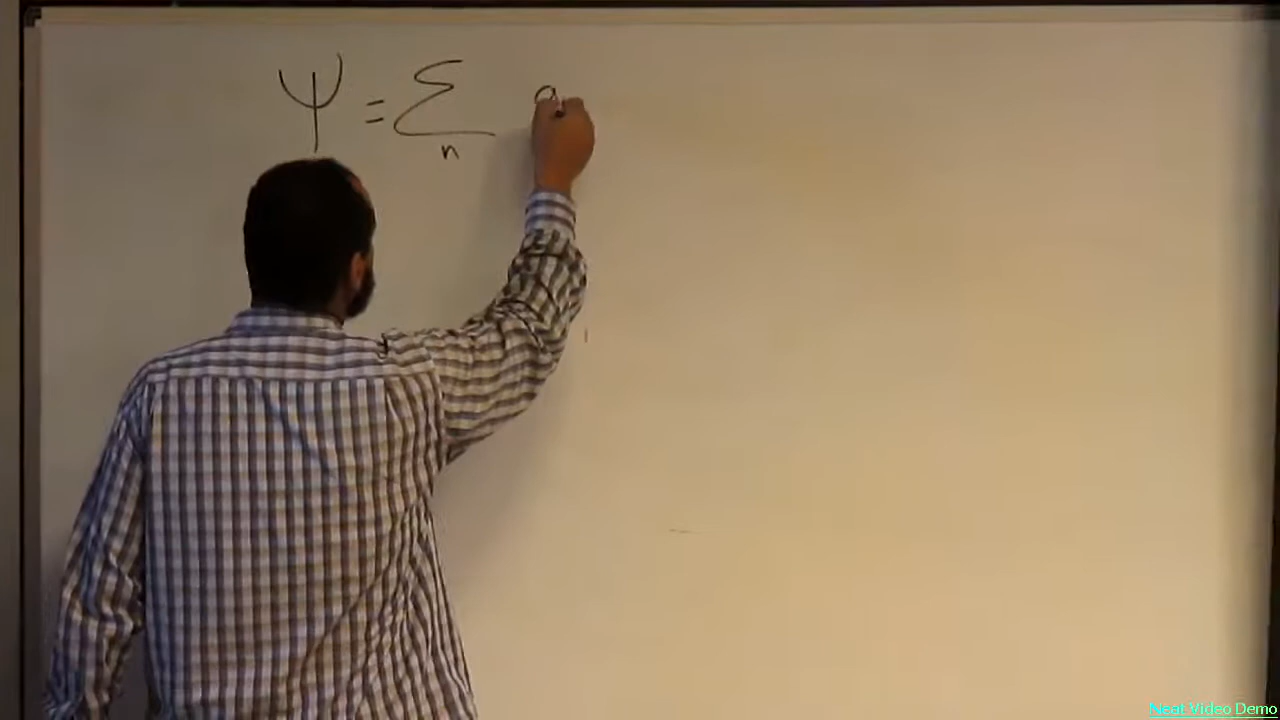 Ψ = Σ a
n
Neat Video Demo